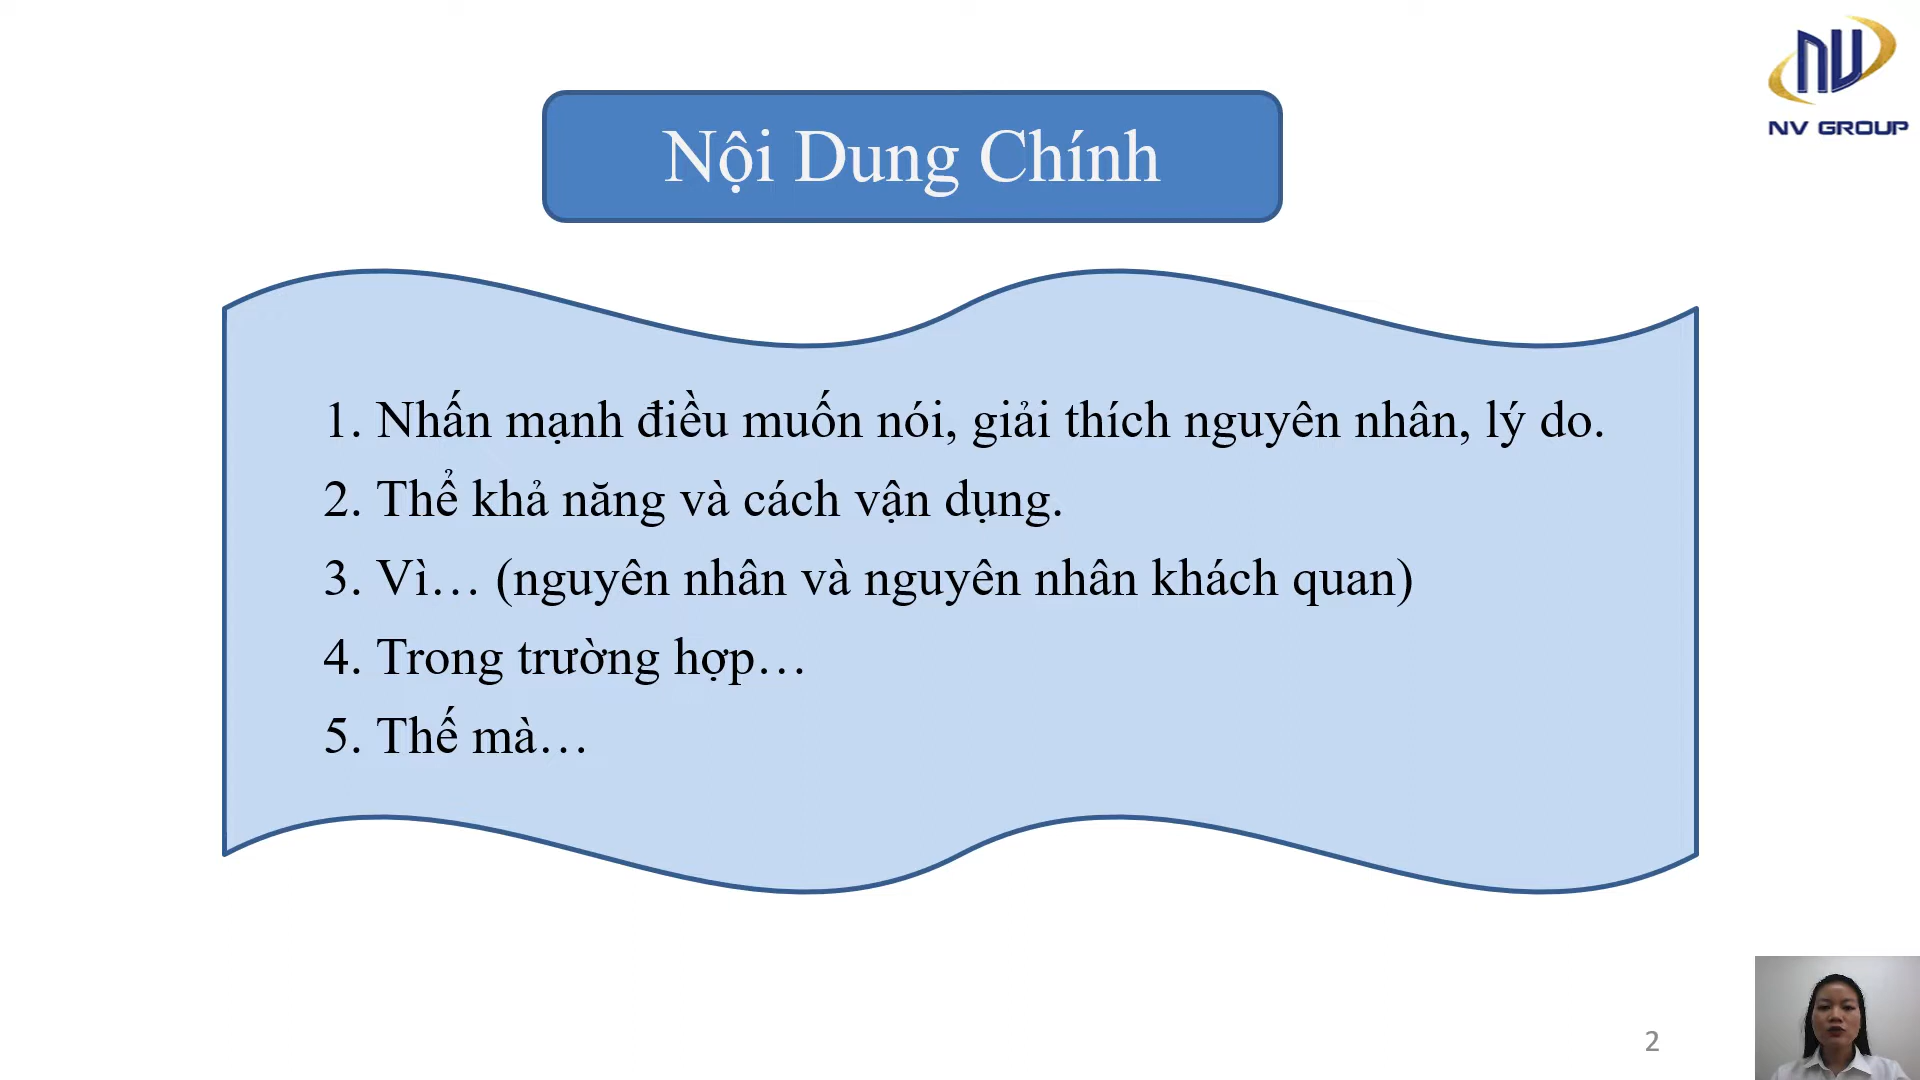 NV
NV GROUP
Nội Dung Chính
1. Nhấn mạnh điều muốn nói, giải thích nguyên nhân, lý do.
2. Thể khả năng và cách vận dụng.
3. Vì… (nguyên nhân và nguyên nhân khách quan)
4. Trong trường hợp…
5. Thế mà…
2